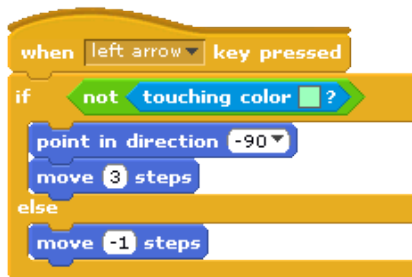 when left arrow key pressed
if not touching color ?
point in direction -90
move 3 steps
else
move -1 steps